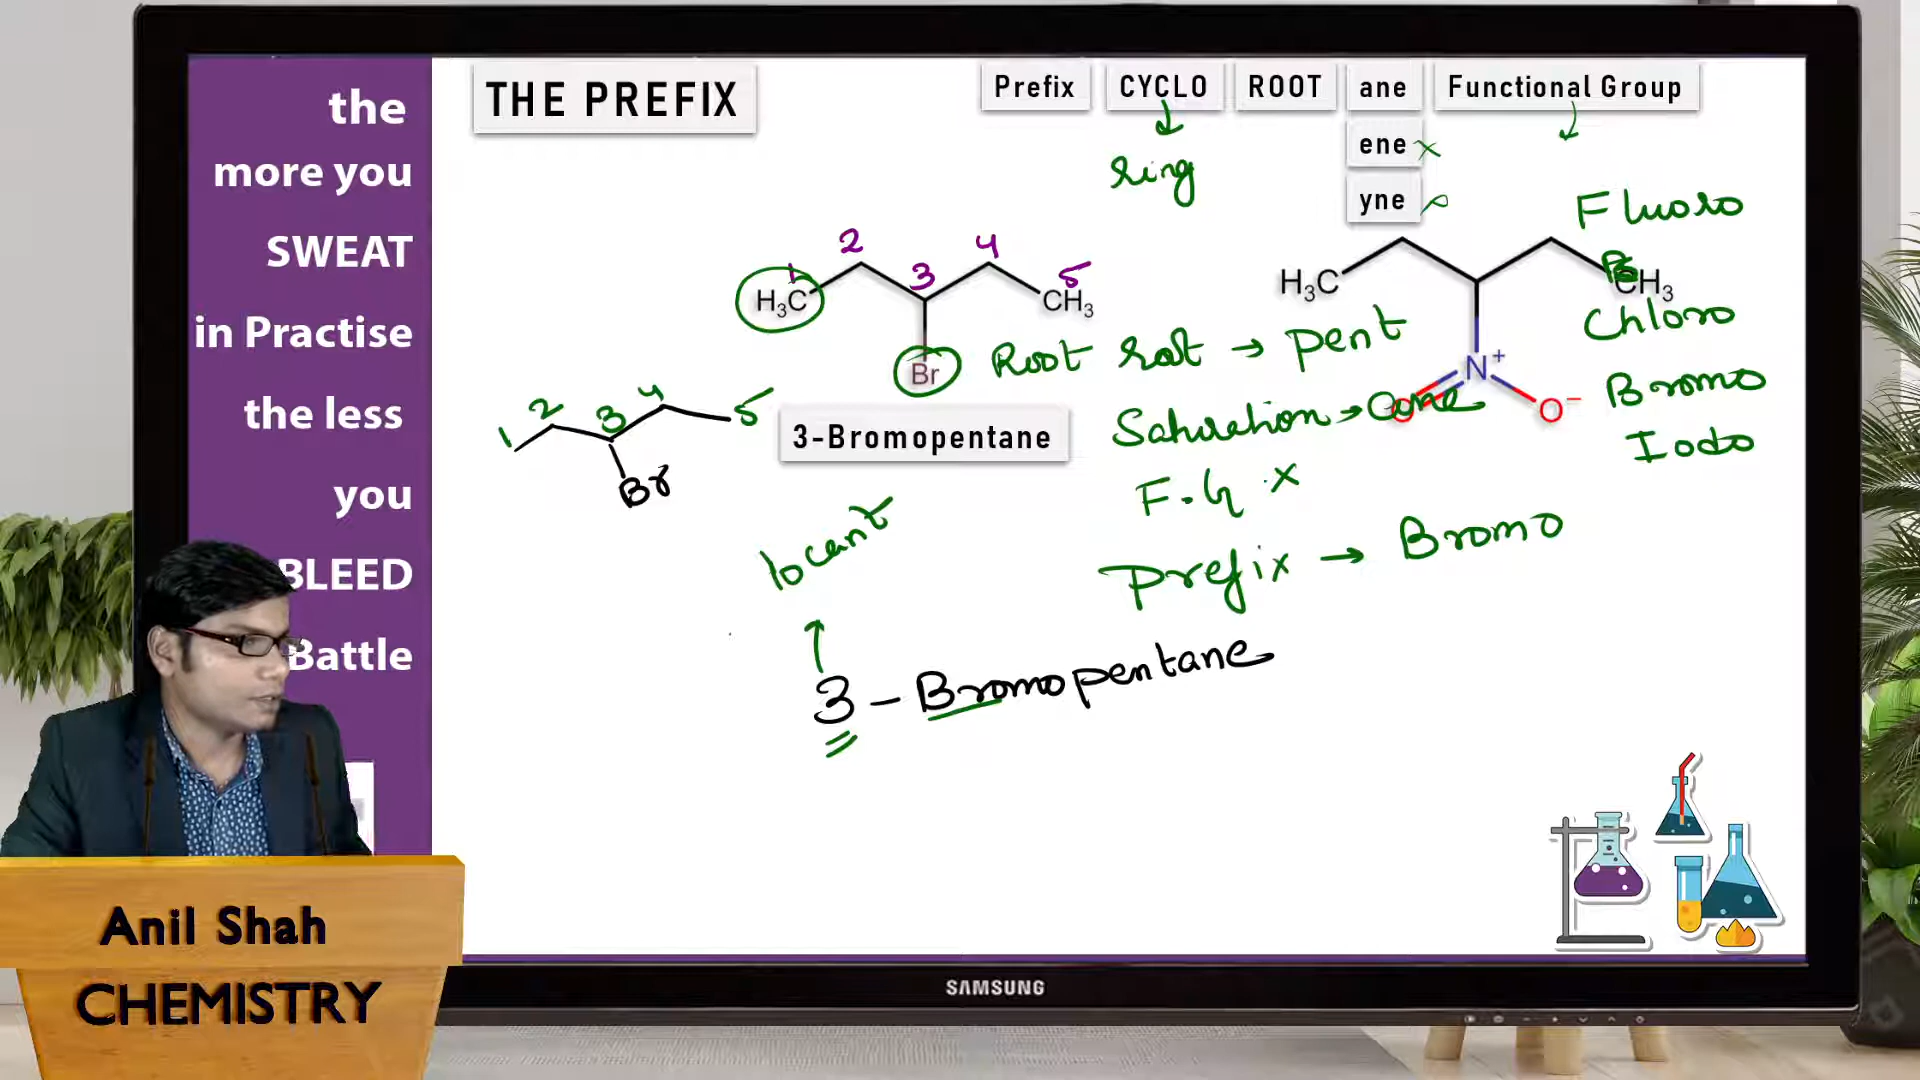 the
more you
SWEAT
in Practise
the less
you
BLEED
Battle
THE PREFIX
Prefix CYCLO ROOT ane Functional Group
ene x
yne
ring
Fluoro
2 4
1 3 5
H₃C CH₃
Br
H₃C CH₃
N⁺
O O⁻
Chloro
Bromo
Iodo
Root → pent
Saturation → ane
F.G x
Prefix → Bromo
1 2 3 4 5
Br
3-Bromopentane
locant
3 - Bromopentane
Anil Shah
CHEMISTRY
SAMSUNG